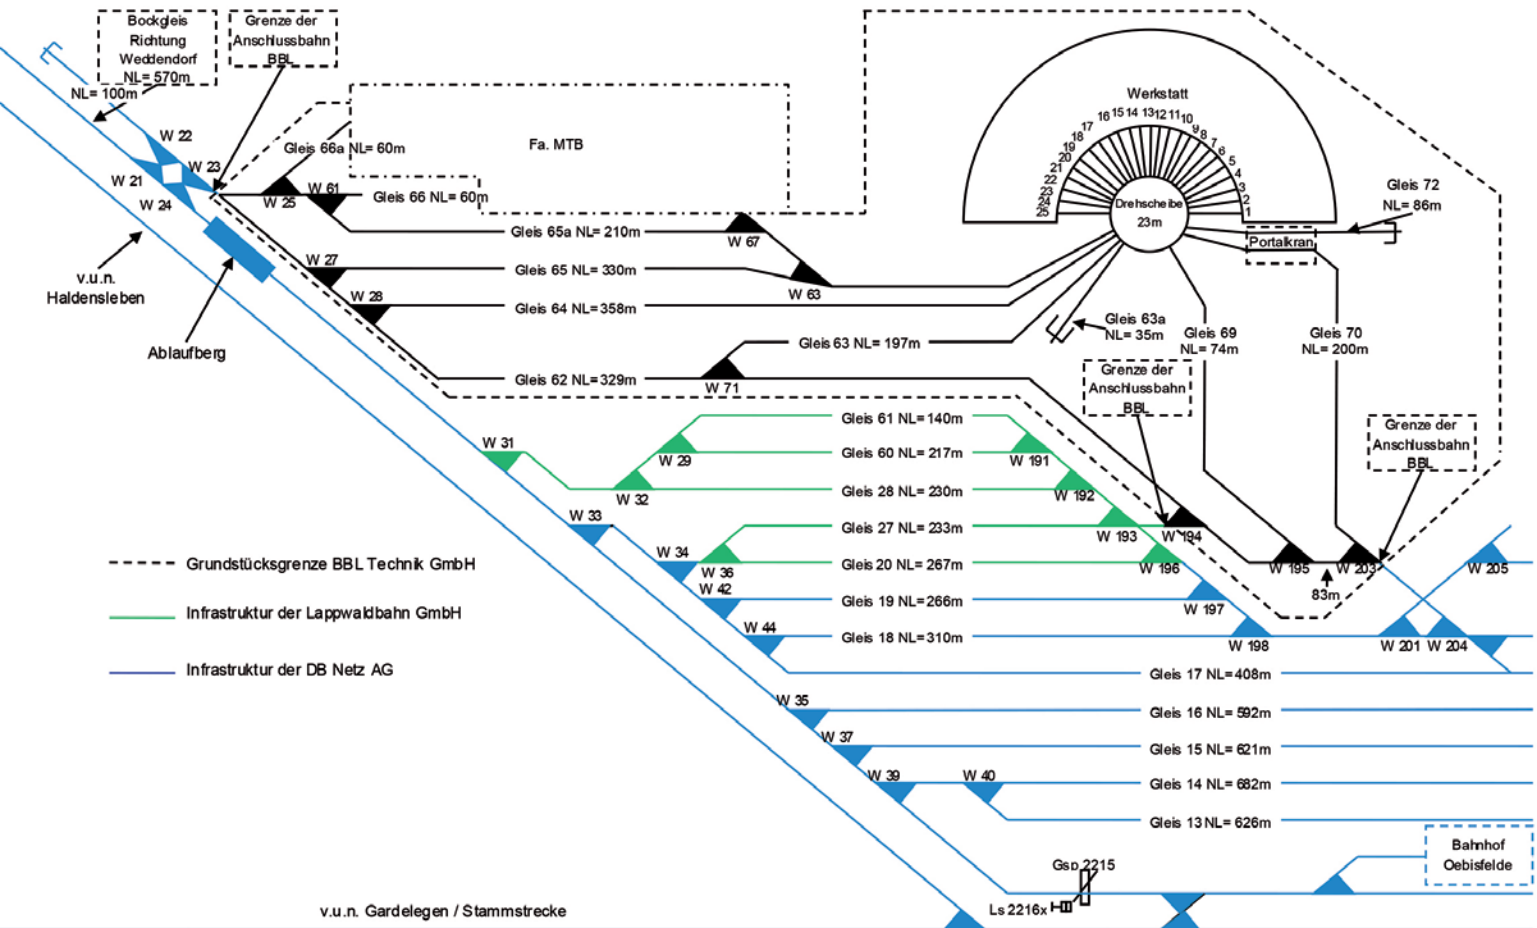 Bockgleis
Richtung
Weddendorf
NL= 570m
NL= 100m
Grenze der
Anschlussbahn
BBL
W 22
W 23
W 21
W 24
v.u.n.
Haldensleben
Ablaufberg
Gleis 66a NL= 60m
Fa. MTB
W 25
W 61
Gleis 66 NL= 60m
Gleis 65a NL= 210m
W 67
W 27
Gleis 65 NL= 330m
W 63
W 28
Gleis 64 NL= 358m
Gleis 63 NL= 197m
Gleis 62 NL= 329m
W 71
Werkstatt
25
24
23
22
21
20
19
18
17
16
15
14
13
12
11
10
9
8
7
6
5
4
3
2
1
Drehscheibe
23m
Gleis 72
NL= 86m
Portalkran
Gleis 63a
NL= 35m
Gleis 69
NL= 74m
Gleis 70
NL= 200m
Grenze der
Anschlussbahn
BBL
Grenze der
Anschlussbahn
BBL
W 31
Gleis 61 NL= 140m
W 29
Gleis 60 NL= 217m
W 191
W 32
Gleis 28 NL= 230m
W 192
W 33
Gleis 27 NL= 233m
W 193
W 194
W 34
W 36
Gleis 20 NL= 267m
W 196
W 195
W 203
W 205
83m
W 42
Gleis 19 NL= 266m
W 197
W 44
Gleis 18 NL= 310m
W 198
W 201
W 204
Gleis 17 NL= 408m
W 35
Gleis 16 NL= 592m
W 37
Gleis 15 NL= 621m
W 39
W 40
Gleis 14 NL= 682m
Gleis 13 NL= 626m
Grundstücksgrenze BBL Technik GmbH
Infrastruktur der Lappwaldbahn GmbH
Infrastruktur der DB Netz AG
Bahnhof
Oebisfelde
Gsp 2215
Ls 2216x
v.u.n. Gardelegen / Stammstrecke